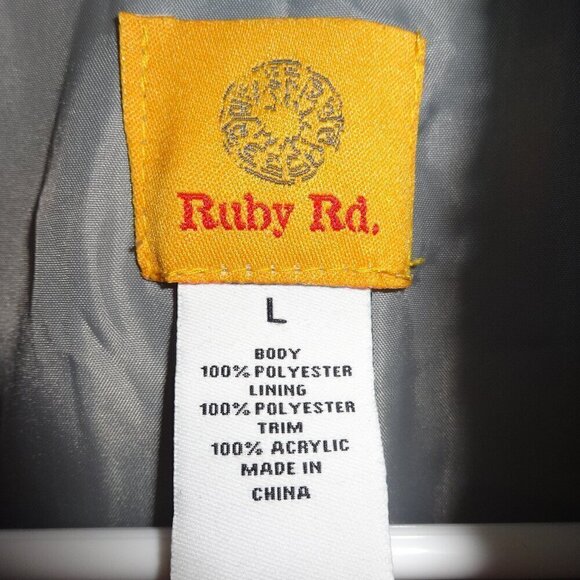 Ruby Rd.
L
BODY
100% POLYESTER
LINING
100% POLYESTER
TRIM
100% ACRYLIC
MADE IN
CHINA